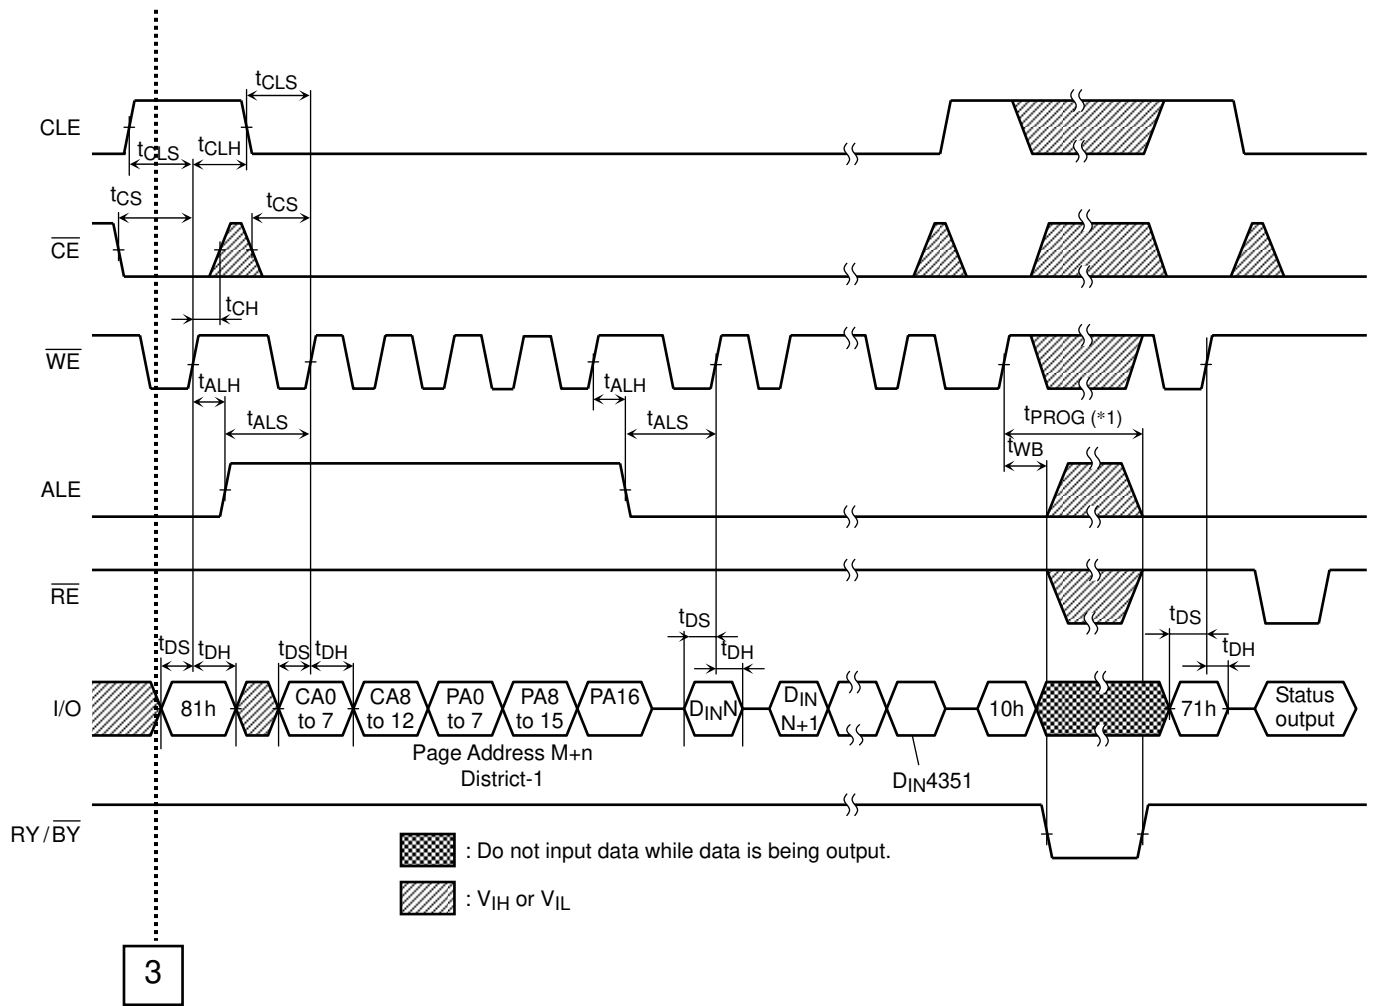 tCLS
CLE
tCLS
tCLH
tCS
tCS
CE
tCH
WE
tALH
tALH
tALS
tALS
tPROG (*1)
tWB
ALE
RE
tDS
tDH
tDS
tDH
tDS
tDH
tDS
tDH
I/O
81h
CA0 to 7
CA8 to 12
PA0 to 7
PA8 to 15
PA16
DINN
DIN N+1
10h
71h
Status output
Page Address M+n
District-1
DIN4351
RY/BY
: Do not input data while data is being output.
: VIH or VIL
3